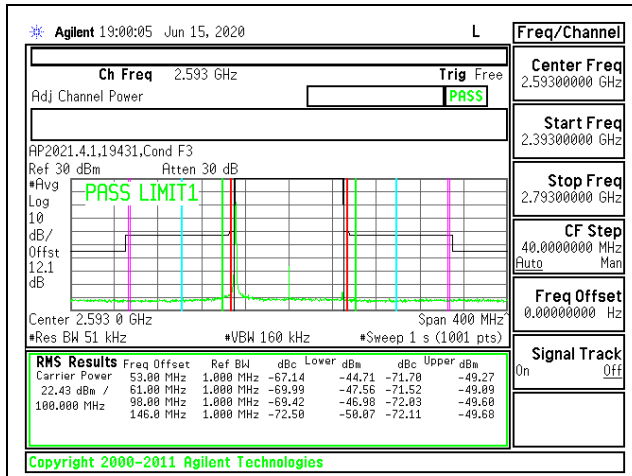 Agilent 19:00:05 Jun 15, 2020 L
Freq/Channel
Ch Freq 2.593 GHz Trig Free
Adj Channel Power PASS
Center Freq
2.59300000 GHz
Start Freq
2.39300000 GHz
Stop Freq
2.79300000 GHz
CF Step
40.0000000 MHz
Auto Man
Freq Offset
0.00000000 Hz
Signal Track
On Off
AP2021.4.1,19431,Cond F3
Ref 30 dBm Atten 30 dB
#Avg
Log
10
dB/
Offst
12.1
dB
PASS LIMIT1
Center 2.593 0 GHz Span 400 MHz^
#Res BW 51 kHz #VBW 160 kHz #Sweep 1 s (1001 pts)
RMS Results Freq Offset Ref BW dBc Lower dBm dBc Upper dBm
Carrier Power 53.00 MHz 1.000 MHz -67.14 -44.71 -71.70 -49.27
22.43 dBm / 61.00 MHz 1.000 MHz -69.99 -47.56 -71.52 -49.09
100.000 MHz 98.00 MHz 1.000 MHz -69.42 -46.98 -72.03 -49.60
146.0 MHz 1.000 MHz -72.50 -50.07 -72.11 -49.68
Copyright 2000-2011 Agilent Technologies